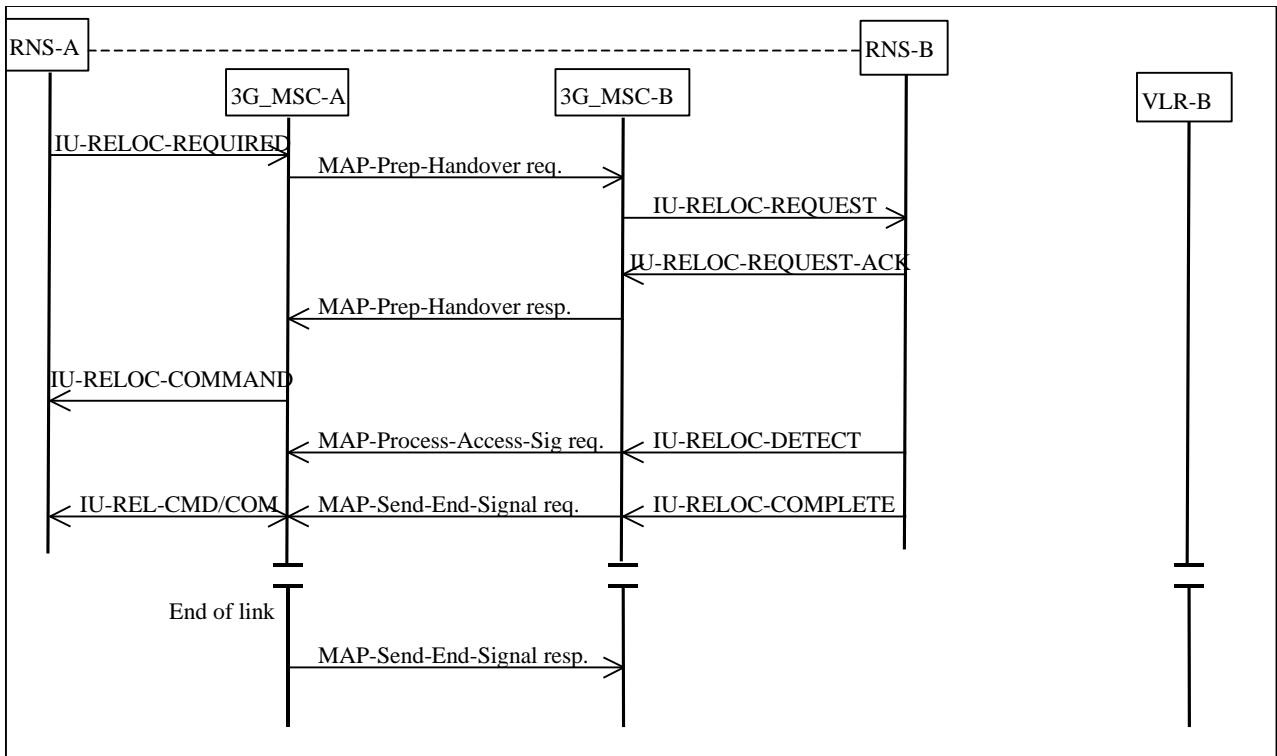 RNS-A
RNS-B
3G_MSC-A
3G_MSC-B
VLR-B
IU-RELOC-REQUIRED
MAP-Prep-Handover req.
IU-RELOC-REQUEST
IU-RELOC-REQUEST-ACK
MAP-Prep-Handover resp.
IU-RELOC-COMMAND
MAP-Process-Access-Sig req.
IU-RELOC-DETECT
IU-REL-CMD/COM
MAP-Send-End-Signal req.
IU-RELOC-COMPLETE
End of link
MAP-Send-End-Signal resp.